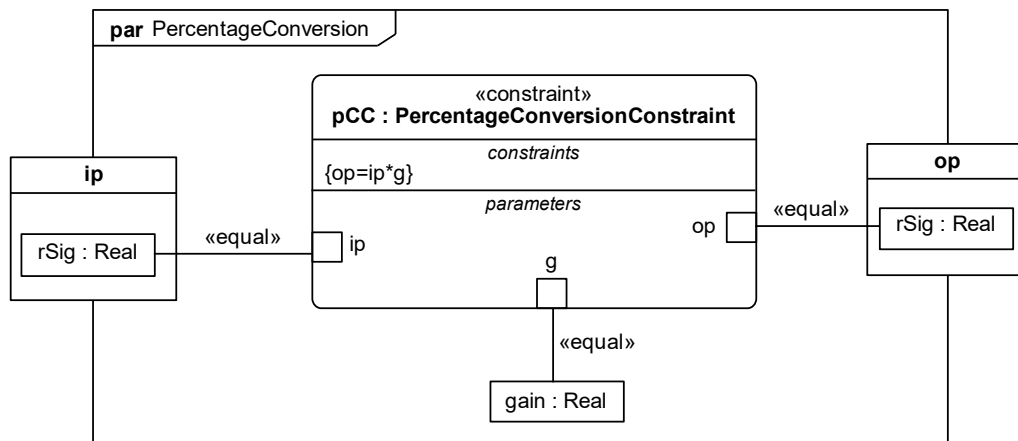 par PercentageConversion
«constraint»
pCC : PercentageConversionConstraint
constraints
{op=ip*g}
parameters
ip
rSig : Real
«equal»
ip
g
op
«equal»
op
rSig : Real
«equal»
gain : Real